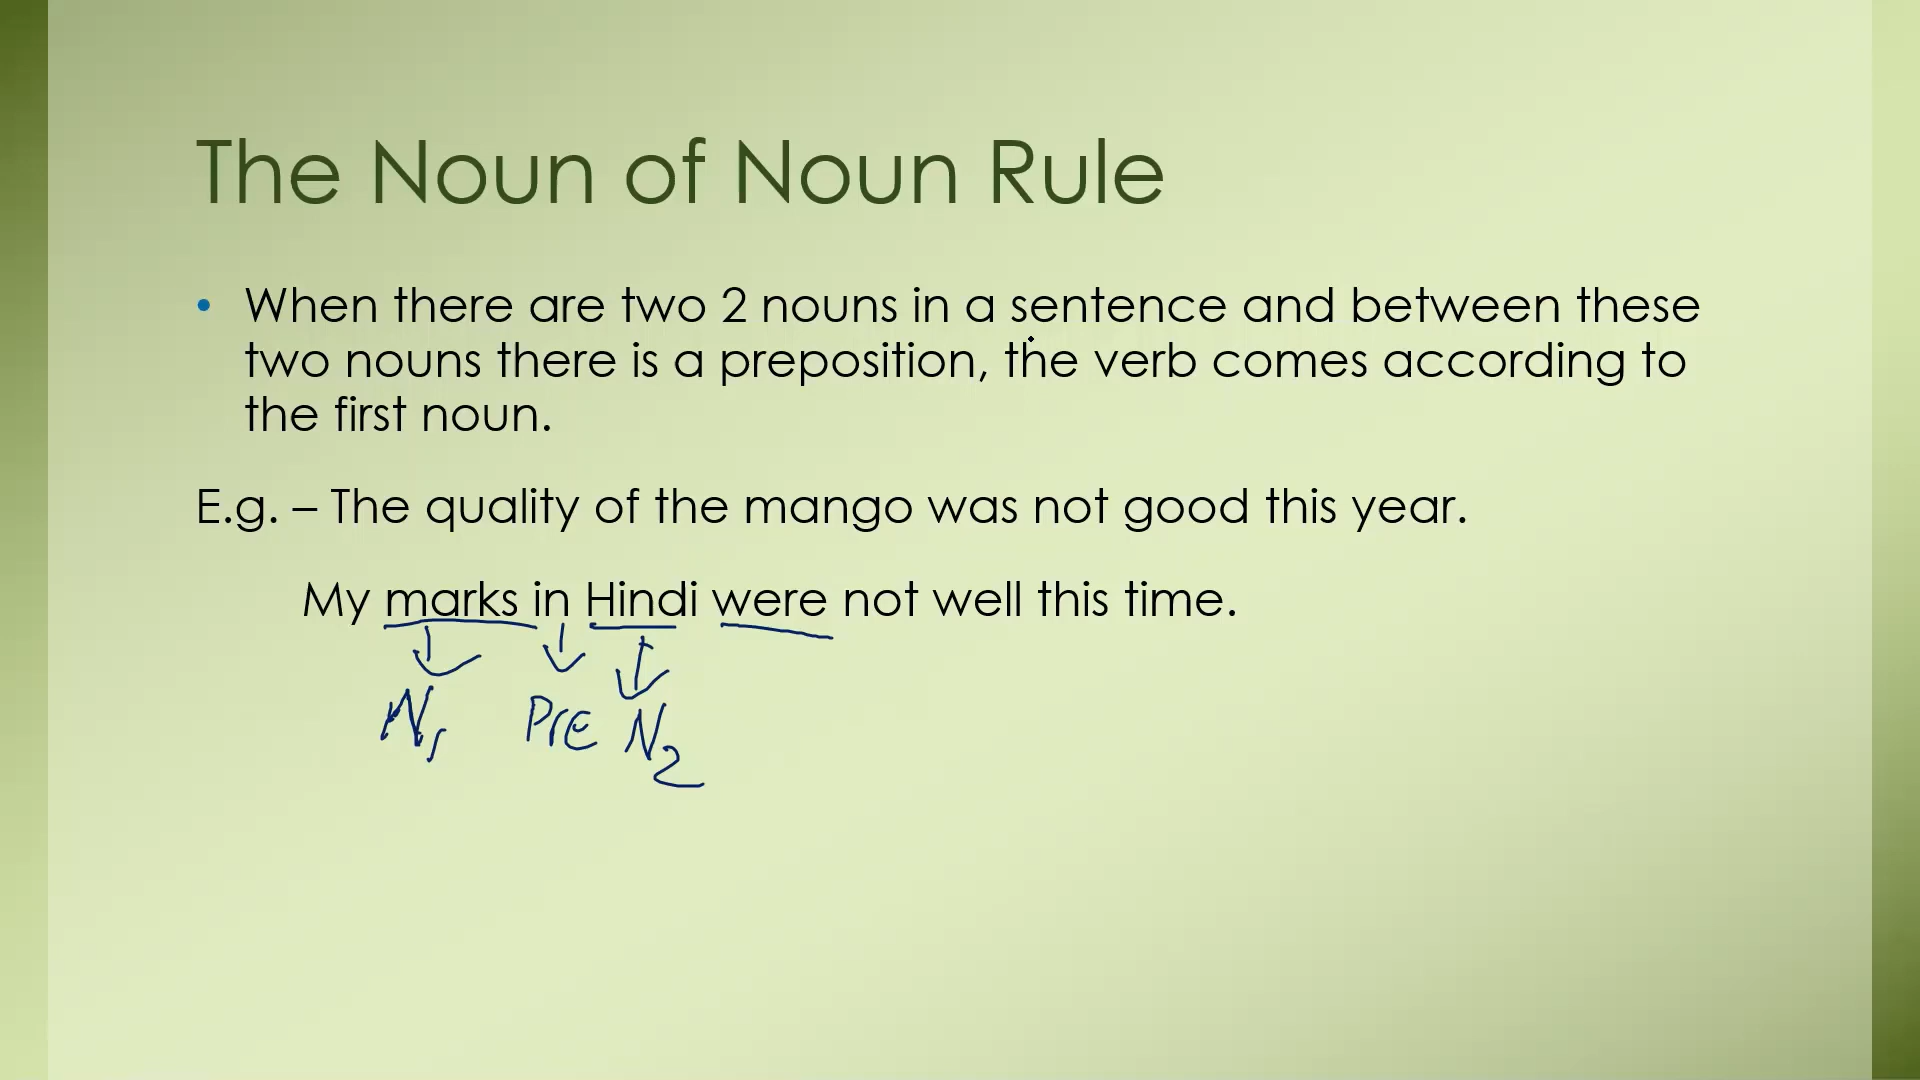 The Noun of Noun Rule
• When there are two 2 nouns in a sentence and between these
two nouns there is a preposition, the verb comes according to
the first noun.
E.g. – The quality of the mango was not good this year.
My marks in Hindi were not well this time.
N1 Pre N2